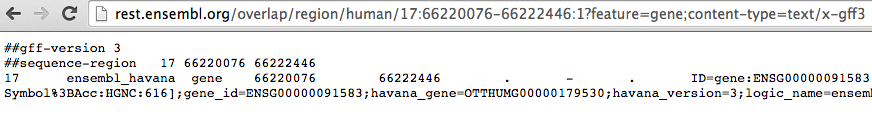 rest.ensembl.org/overlap/region/human/17:66220076-66222446:1?feature=gene;content-type=text/x-gff3
##gff-version 3
##sequence-region 17 66220076 66222446
17 ensembl_havana gene 66220076 66222446 . - . ID=gene:ENSG00000091583
Symbol%3BAcc:HGNC:616];gene_id=ENSG00000091583;havana_gene=OTTHUMG00000179530;havana_version=3;logic_name=ensem